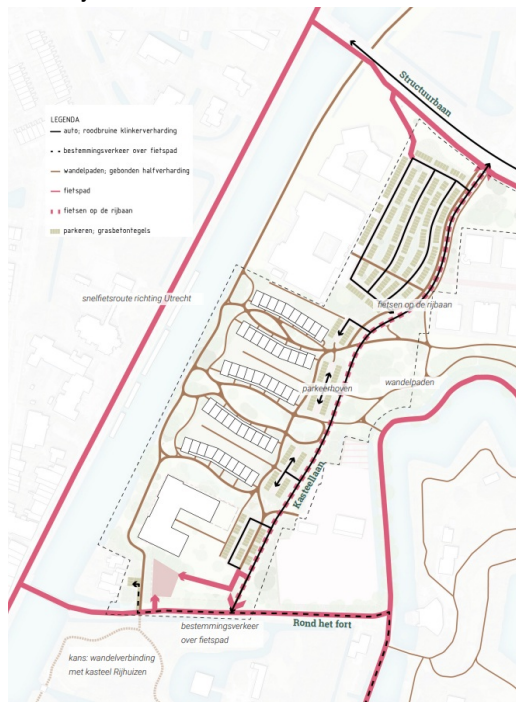 Structuurbaan
LEGENDA
auto; roodbruine klinkerverharding
bestemmingsverkeer over fietspad
wandelpaden; gebonden halfverharding
fietspad
fietsen op de rijbaan
parkeren; grasbetontegels
snelfietsroute richting Utrecht
fietsen op de rijbaan
parkeerhoven
wandelpaden
Kasteellaan
Rond het fort
bestemmingsverkeer
over fietspad
kans: wandelverbinding
met kasteel Rijhuizen